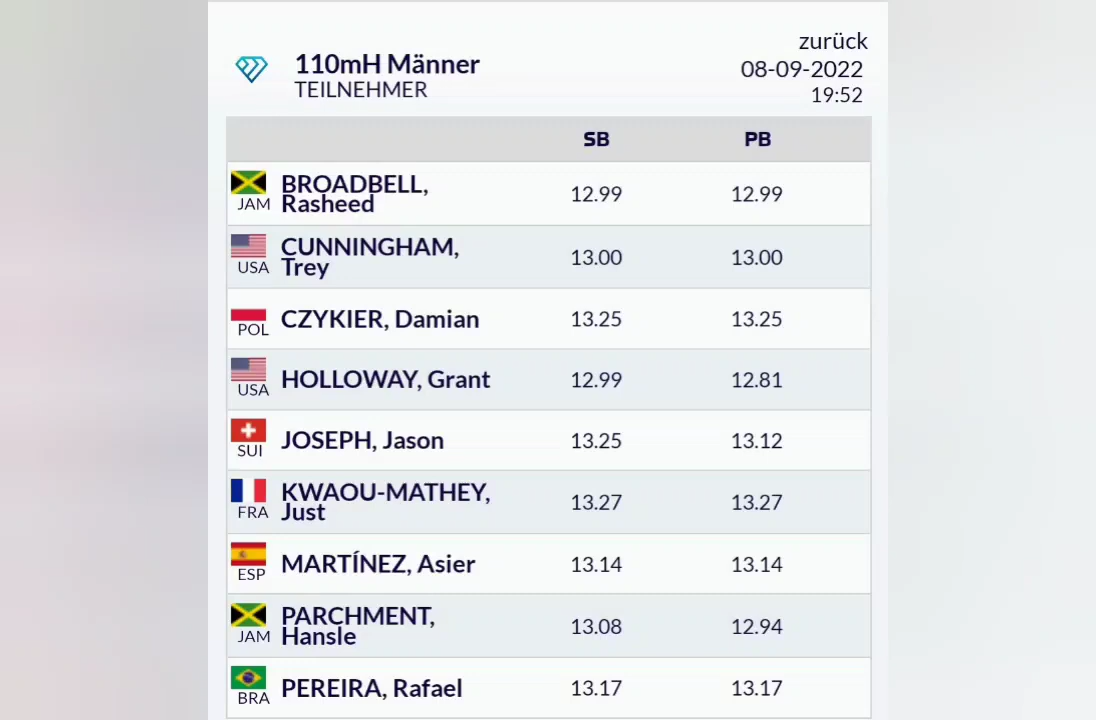 zurück
110mH Männer
08-09-2022
TEILNEHMER
19:52
SB PB
BROADBELL,
Rasheed
JAM
12.99 12.99
CUNNINGHAM,
Trey
USA
13.00 13.00
CZYKIER, Damian
POL
13.25 13.25
HOLLOWAY, Grant
USA
12.99 12.81
JOSEPH, Jason
SUI
13.25 13.12
KWAOU-MATHEY,
Just
FRA
13.27 13.27
MARTÍNEZ, Asier
ESP
13.14 13.14
PARCHMENT,
Hansle
JAM
13.08 12.94
PEREIRA, Rafael
BRA
13.17 13.17